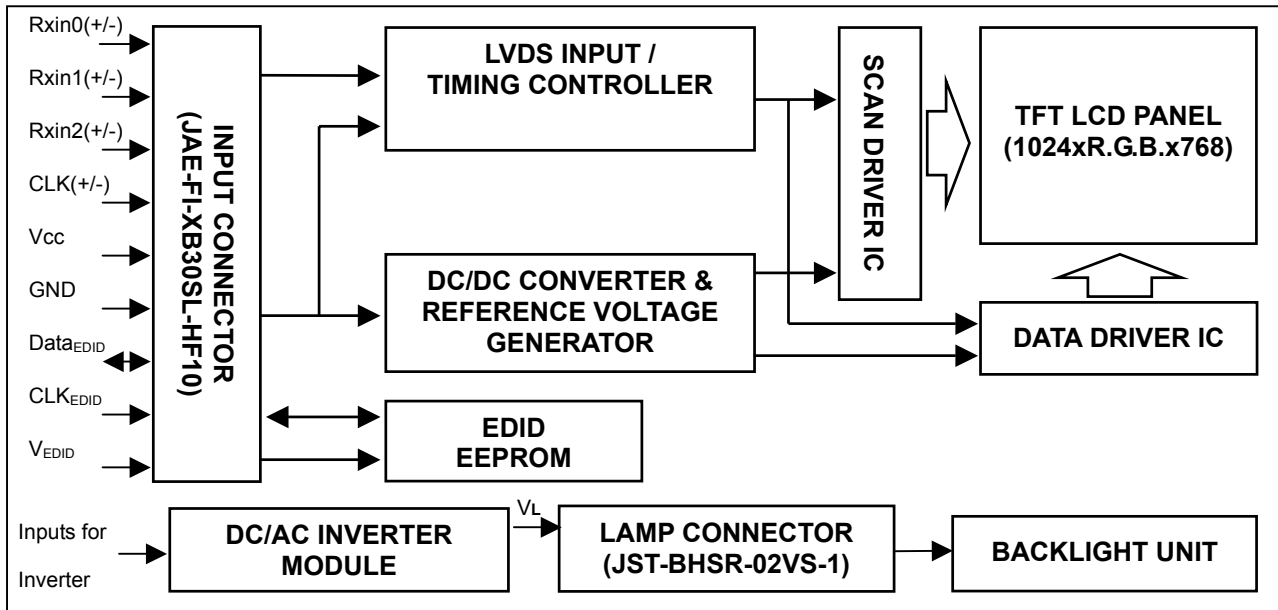 Rxin0(+/-)
Rxin1(+/-)
Rxin2(+/-)
CLK(+/-)
Vcc
GND
DataEDID
CLKEDID
VEDID
INPUT CONNECTOR
(JAE-FI-XB30SL-HF10)
LVDS INPUT /
TIMING CONTROLLER
DC/DC CONVERTER &
REFERENCE VOLTAGE
GENERATOR
EDID
EEPROM
SCAN DRIVER IC
TFT LCD PANEL
(1024xR.G.B.x768)
DATA DRIVER IC
Inputs for
Inverter
DC/AC INVERTER
MODULE
VL
LAMP CONNECTOR
(JST-BHSR-02VS-1)
BACKLIGHT UNIT